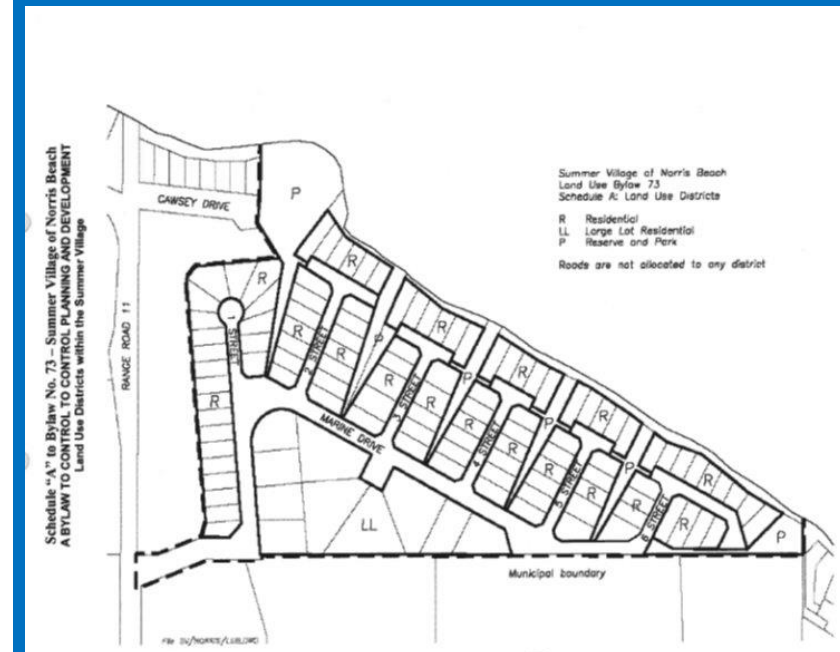 Schedule "A" to Bylaw No. 73 – Summer Village of Norris Beach
A BYLAW TO CONTROL TO CONTROL PLANNING AND DEVELOPMENT
Land Use Districts within the Summer Village
Summer Village of Norris Beach
Land Use Bylaw 73
Schedule A: Land Use Districts
R Residential
LL Large Lot Residential
P Reserve and Park
Roads are not allocated to any district
P
CAWSEY DRIVE
R
R
RANGE ROAD 11
1 STREET
R
2 STREET
R
P
R
R
3 STREET
R
P
R
R
MARINE DRIVE
R
4 STREET
R
P
R
R
5 STREET
R
P
R
6 STREET
R
P
LL
Municipal boundary